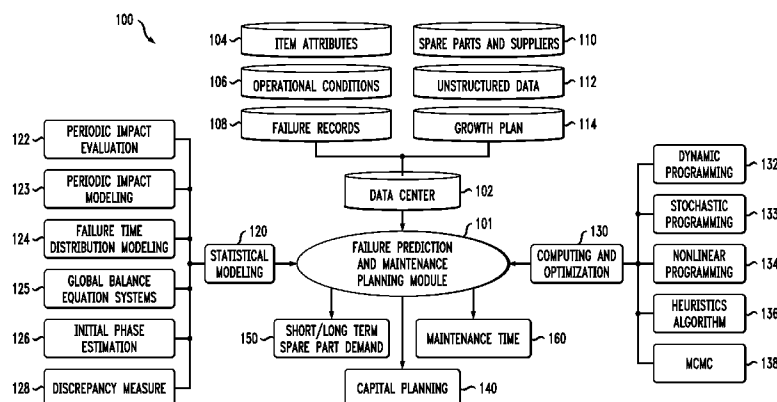 100
104
ITEM ATTRIBUTES
SPARE PARTS AND SUPPLIERS
110
106
OPERATIONAL CONDITIONS
UNSTRUCTURED DATA
112
108
FAILURE RECORDS
GROWTH PLAN
114
122
PERIODIC IMPACT
EVALUATION
123
PERIODIC IMPACT
MODELING
124
FAILURE TIME
DISTRIBUTION MODELING
125
GLOBAL BALANCE
EQUATION SYSTEMS
126
INITIAL PHASE
ESTIMATION
128
DISCREPANCY MEASURE
120
STATISTICAL
MODELING
DATA CENTER
102
101
FAILURE PREDICTION
AND MAINTENANCE
PLANNING MODULE
130
COMPUTING AND
OPTIMIZATION
DYNAMIC
PROGRAMMING
132
STOCHASTIC
PROGRAMMING
133
NONLINEAR
PROGRAMMING
134
HEURISTICS
ALGORITHM
136
MCMC
138
150
SHORT/LONG TERM
SPARE PART DEMAND
MAINTENANCE TIME
160
CAPITAL PLANNING
140